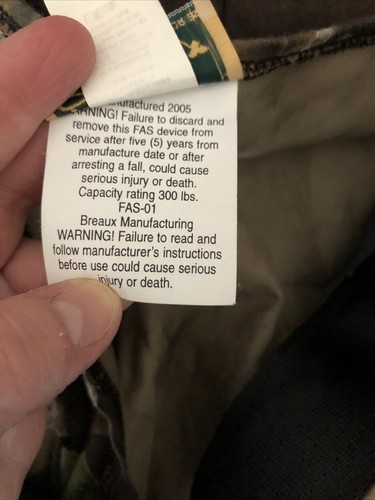 ufactured 2005
WARNING! Failure to discard and
remove this FAS device from
service after five (5) years from
manufacture date or after
arresting a fall, could cause
serious injury or death.
Capacity rating 300 lbs.
FAS-01
Breaux Manufacturing
WARNING! Failure to read and
follow manufacturer's instructions
before use could cause serious
injury or death.